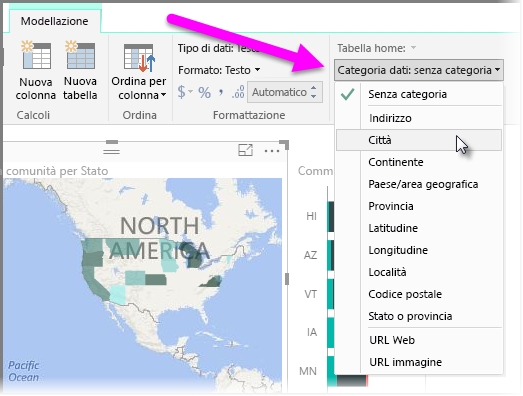 Modellazione
Nuova colonna
Nuova tabella
Calcoli
Ordina per colonna
Ordina
Tipo di dati: Testo
Formato: Testo
$ % , .00
Automatico
Formattazione
Tabella home:
Categoria dati: senza categoria
Senza categoria
Indirizzo
Città
Continente
Paese/area geografica
Provincia
Latitudine
Longitudine
Località
Codice postale
Stato o provincia
URL Web
URL immagine
comunità per Stato
NORTH
AMERICA
Pacific
Ocean
Comm
HI
AZ
VT
IA
MN